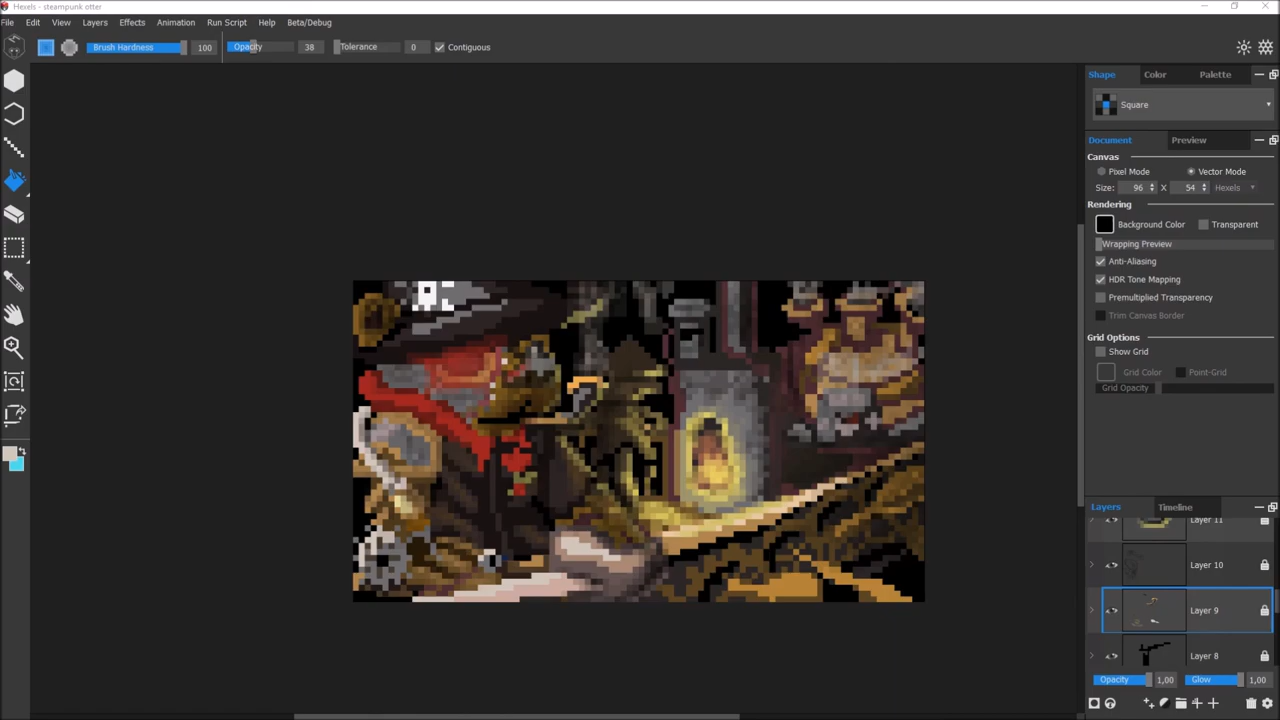 Hexels - steampunk otter
File Edit View Layers Effects Animation Run Script Help Beta/Debug
Brush Hardness 100 Opacity 38 Tolerance 0 Contiguous
Shape Color Palette
Square
Document Preview
Canvas
Pixel Mode Vector Mode
Size: 96 X 54 Hexels
Rendering
Background Color Transparent
Wrapping Preview
Anti-Aliasing
HDR Tone Mapping
Premultiplied Transparency
Trim Canvas Border
Grid Options
Show Grid
Grid Color Point-Grid
Grid Opacity
Layers Timeline
Layer 11
Layer 10
Layer 9
Layer 8
Opacity 1,00 Glow 1,00